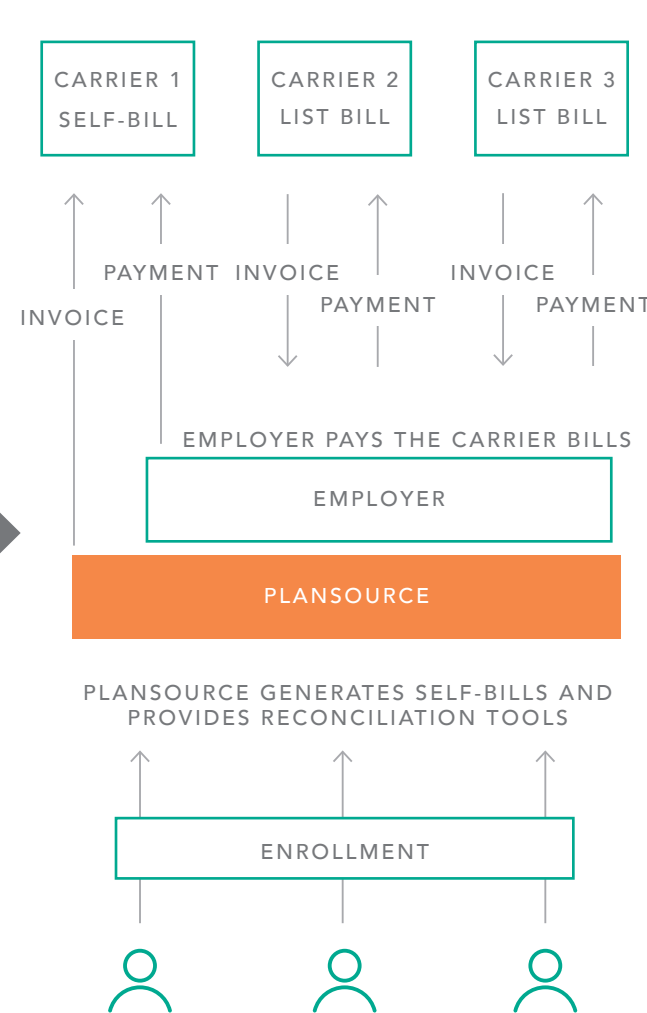 CARRIER 1
SELF-BILL
CARRIER 2
LIST BILL
CARRIER 3
LIST BILL
PAYMENT
INVOICE
INVOICE
INVOICE
PAYMENT
PAYMENT
EMPLOYER PAYS THE CARRIER BILLS
EMPLOYER
PLANSOURCE
PLANSOURCE GENERATES SELF-BILLS AND
PROVIDES RECONCILIATION TOOLS
ENROLLMENT